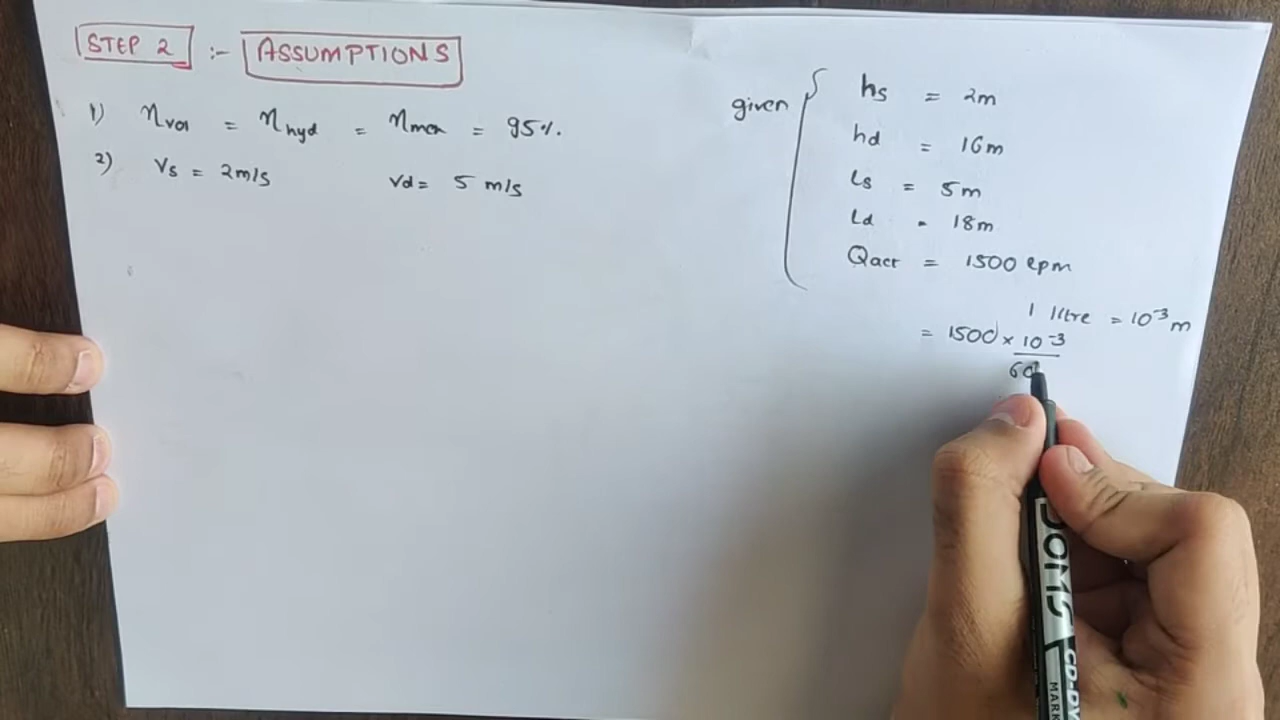 STEP 2 :- ASSUMPTIONS
1) ηvol = ηhyd = ηmech = 95%.
2) Vs = 2m/s Vd = 5 m/s
given { hs = 2m
hd = 16m
ls = 5m
ld = 18m
Qact = 1500 lpm
1 litre = 10⁻³ m
= 1500 × 10⁻³
60
DOMS
MARK